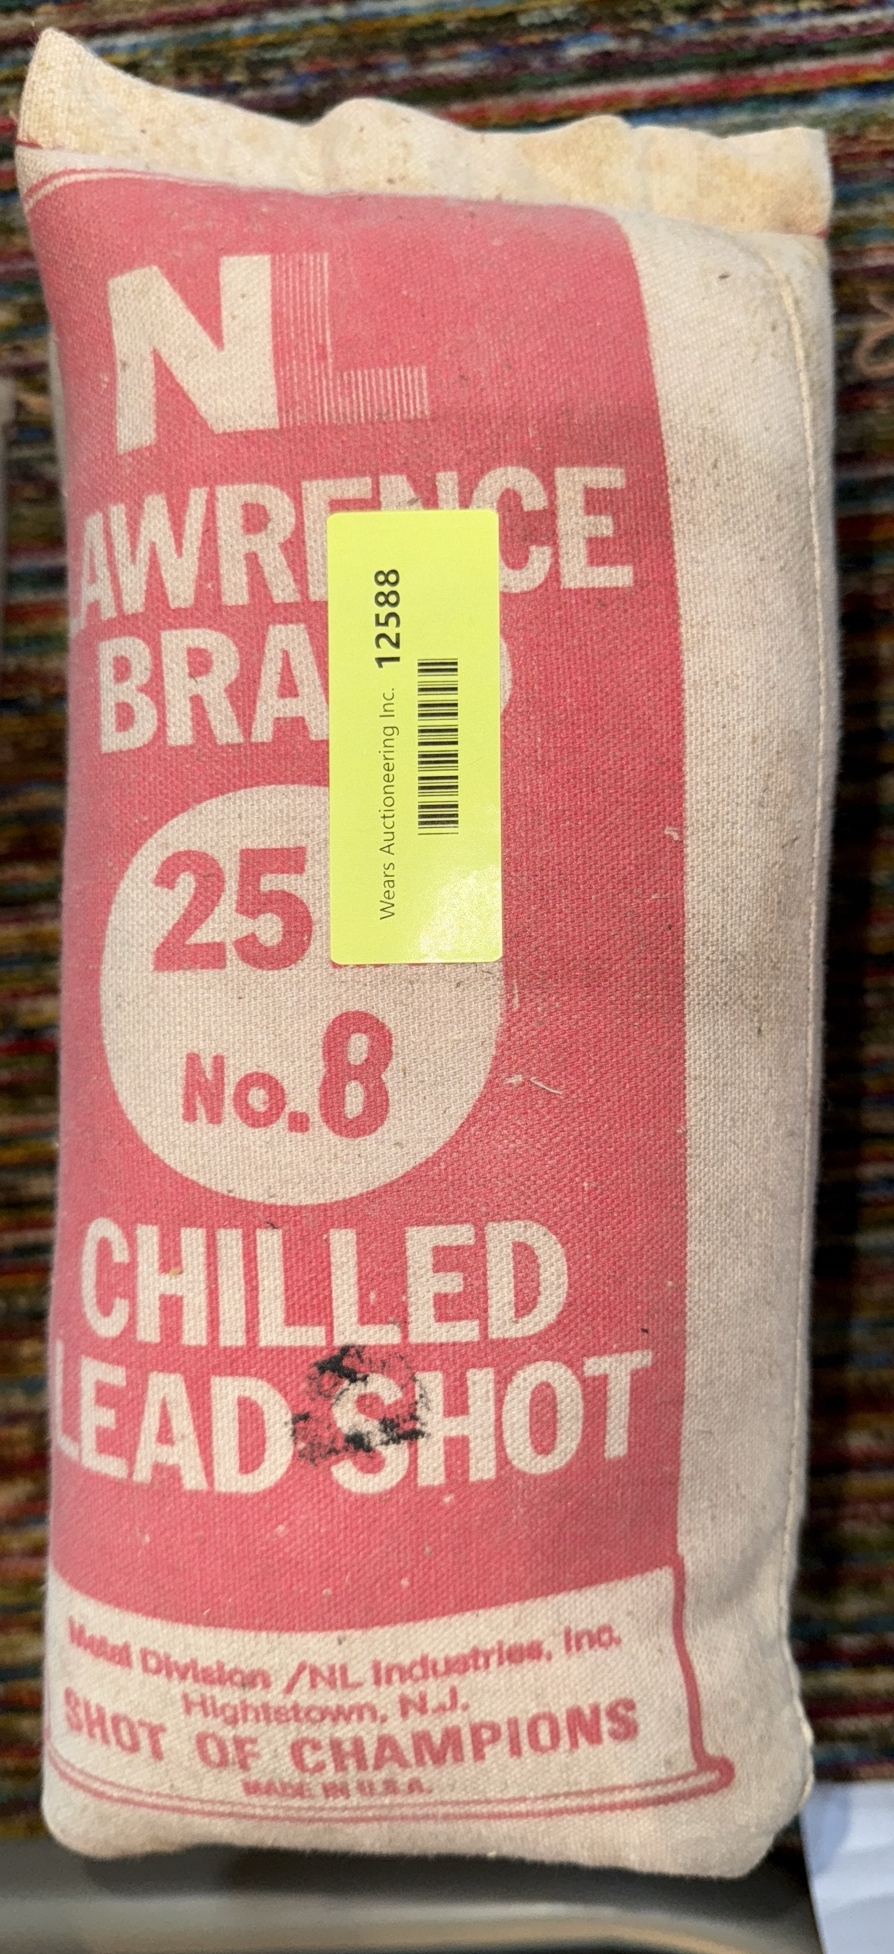 NL
LAWRENCE
BRA
25
No. 8
CHILLED
LEAD SHOT
Metal Division / NL Industries, Inc.
Hightstown, N.J.
SHOT OF CHAMPIONS
MADE IN U.S.A.
Wears Auctioneering Inc. 12588